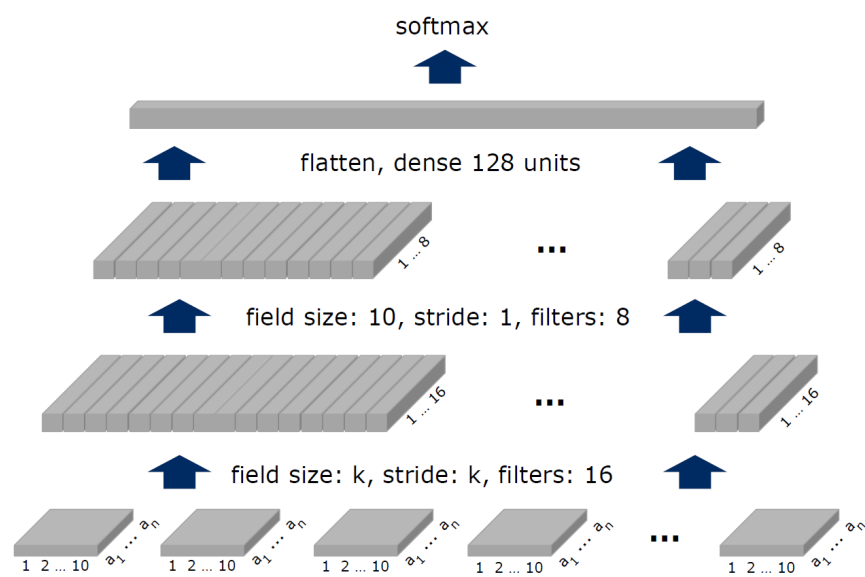 softmax
flatten, dense 128 units
1 ... 8
...
1 ... 8
field size: 10, stride: 1, filters: 8
1 ... 16
...
1 ... 16
field size: k, stride: k, filters: 16
1 2 ... 10 a₁ ... aₙ
1 2 ... 10 a₁ ... aₙ
1 2 ... 10 a₁ ... aₙ
1 2 ... 10 a₁ ... aₙ
...
1 2 ... 10 a₁ ... aₙ